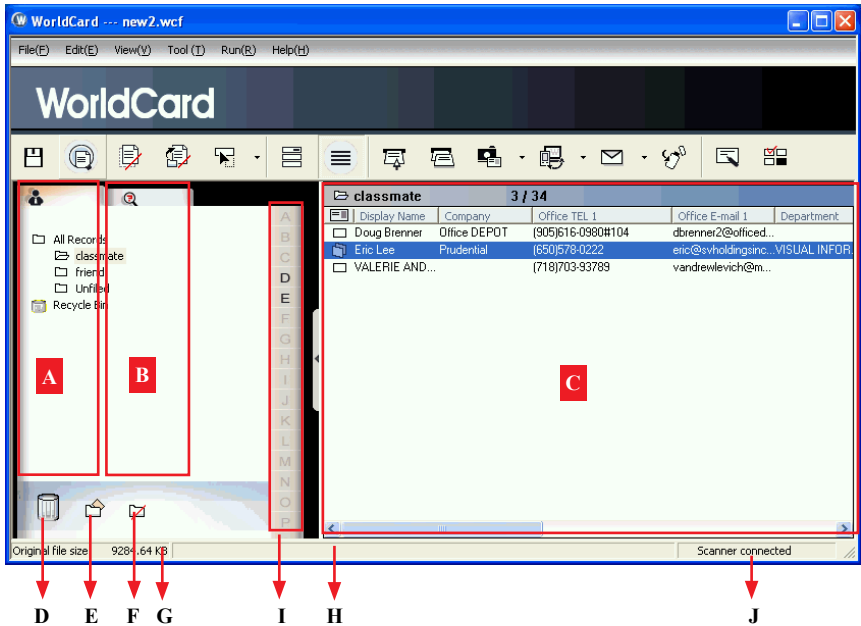 WorldCard --- new2.wcf
File(F) Edit(E) View(V) Tool (T) Run(R) Help(H)
WorldCard
classmate 3 / 34
Display Name Company Office TEL 1 Office E-mail 1 Department
Doug Brenner Office DEPOT (905)616-0980#104 dbrenner2@officed...
Eric Lee Prudential (650)578-0222 eric@svholdingsinc... VISUAL INFOR...
VALERIE AND... (718)703-93789 vandrewlevich@m...
All Records
classmate
friend
Unfiled
Recycle Bin
A
B
C
D
E
F
G
H
I
J
K
L
M
N
O
P
A
B
C
Original file size 9284.64 KB Scanner connected
D E F G I H J